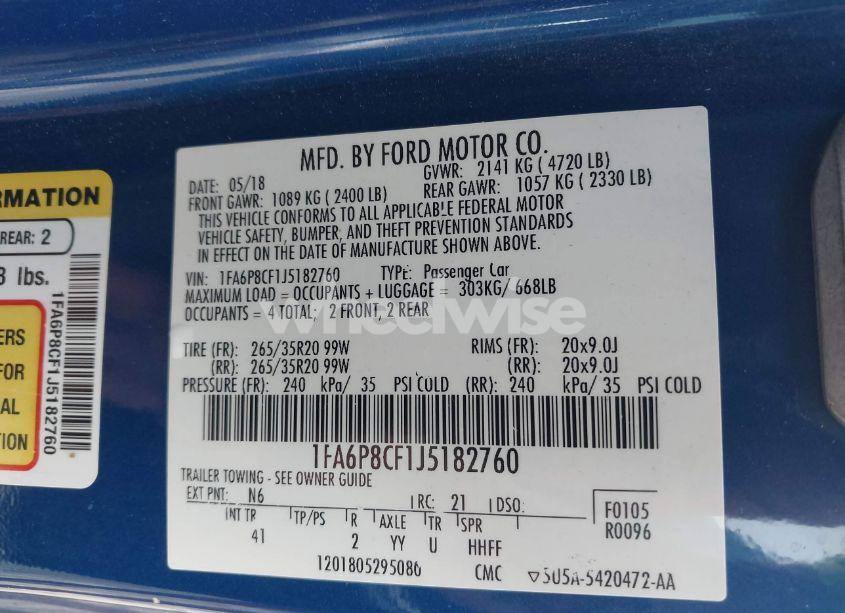 MFD. BY FORD MOTOR CO.
DATE: 05/18 GVWR: 2141 KG ( 4720 LB)
FRONT GAWR: 1089 KG ( 2400 LB) REAR GAWR: 1057 KG ( 2330 LB)
THIS VEHICLE CONFORMS TO ALL APPLICABLE FEDERAL MOTOR
VEHICLE SAFETY, BUMPER, AND THEFT PREVENTION STANDARDS
IN EFFECT ON THE DATE OF MANUFACTURE SHOWN ABOVE.
VIN: 1FA6P8CF1J5182760 TYPE: Passenger Car
MAXIMUM LOAD = OCCUPANTS + LUGGAGE = 303KG/ 668LB
OCCUPANTS = 4 TOTAL; 2 FRONT, 2 REAR
wheelwise
TIRE (FR): 265/35R20 99W RIMS (FR): 20x9.0J
(RR): 265/35R20 99W (RR): 20x9.0J
PRESSURE (FR): 240 kPa/ 35 PSI COLD (RR): 240 kPa/ 35 PSI COLD
1FA6P8CF1J5182760
TRAILER TOWING - SEE OWNER GUIDE
EXT PNT: N6 RC: 21 DSO: F0105
INT TR TP/PS R AXLE TR SPR R0096
41 2 YY U HHFF
1201805295086 CMC 5U5A-5420472-AA
REAR: 2
lbs.
FOR
1FA6P8CF1J5182760